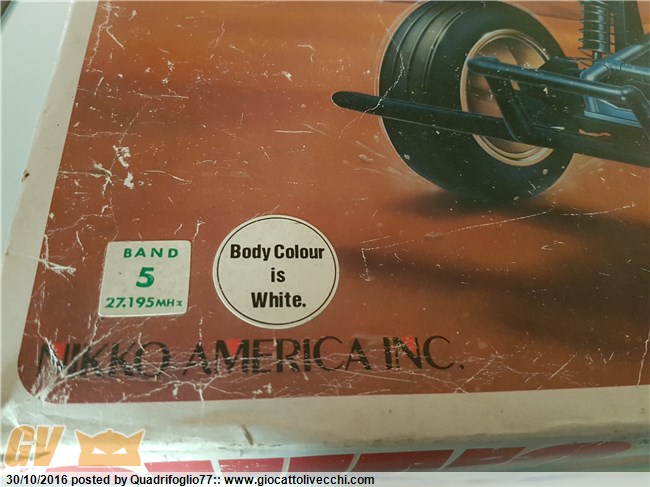 BAND
5
27.195MHz
Body Colour
is
White.
NIKKO AMERICA INC.
GV
30/10/2016 posted by Quadrifoglio77:: www.giocattolivecchi.com